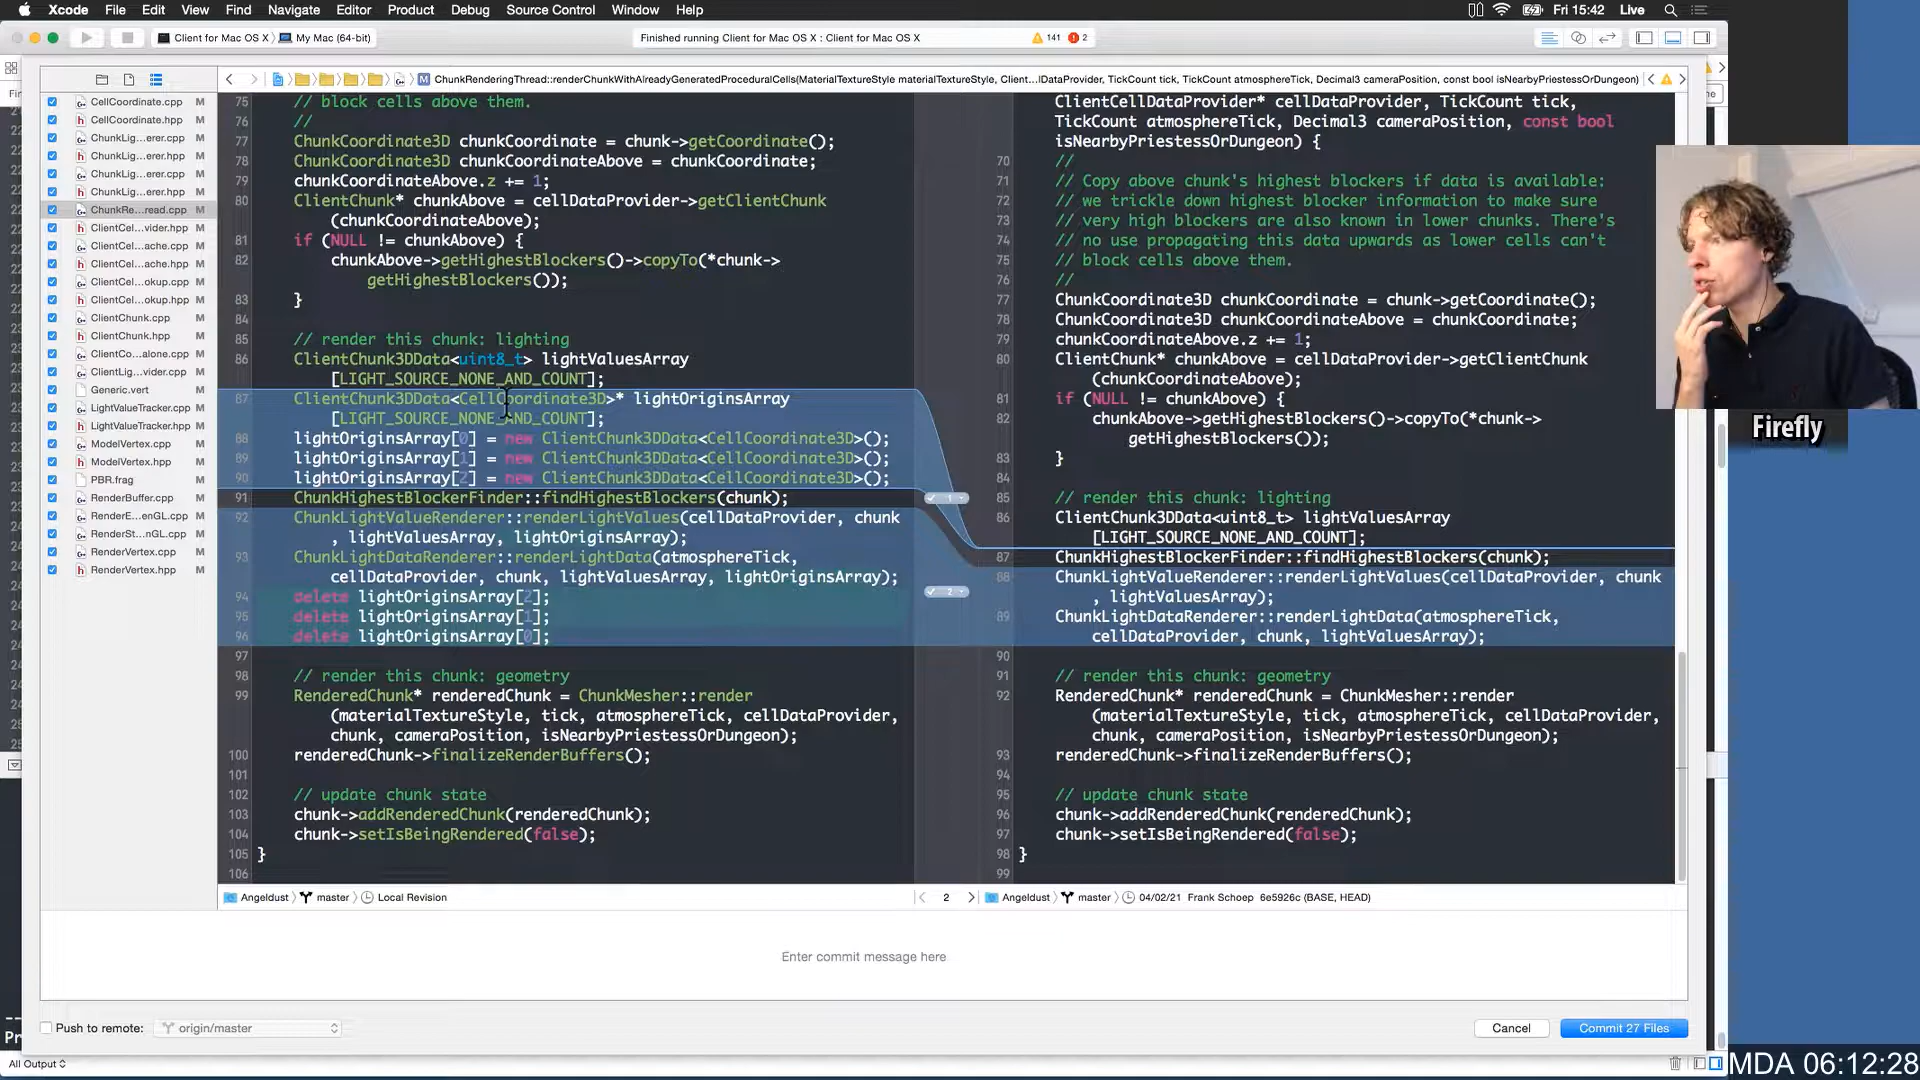 Xcode File Edit View Find Navigate Editor Product Debug Source Control Window Help
Fri 15:42 Live
Client for Mac OS X My Mac (64-bit)
Finished running Client for Mac OS X : Client for Mac OS X
141 2
ChunkRenderingThread::renderChunkWithAlreadyGeneratedProceduralCells(MaterialTextureStyle materialTextureStyle, Client...lDataProvider, TickCount tick, TickCount atmosphereTick, Decimal3 cameraPosition, const bool isNearbyPriestessOrDungeon)
CellCoordinate.cpp M
CellCoordinate.hpp M
ChunkLig...erer.cpp M
ChunkLig...erer.hpp M
ChunkLig...erer.cpp M
ChunkLig...erer.hpp M
ChunkRe...read.cpp M
ClientCel...vider.hpp M
ClientCel...ache.cpp M
ClientCel...ache.hpp M
ClientCel...okup.cpp M
ClientCel...okup.hpp M
ClientChunk.cpp M
ClientChunk.hpp M
ClientCo...alone.cpp M
ClientLig...vider.cpp M
Generic.vert M
LightValueTracker.cpp M
LightValueTracker.hpp M
ModelVertex.cpp M
ModelVertex.hpp M
PBR.frag M
RenderBuffer.cpp M
RenderE...nGL.cpp M
RenderSt...nGL.cpp M
RenderVertex.cpp M
RenderVertex.hpp M
75 // block cells above them.
76 //
77 ChunkCoordinate3D chunkCoordinate = chunk->getCoordinate();
78 ChunkCoordinate3D chunkCoordinateAbove = chunkCoordinate;
79 chunkCoordinateAbove.z += 1;
80 ClientChunk* chunkAbove = cellDataProvider->getClientChunk
(chunkCoordinateAbove);
81 if (NULL != chunkAbove) {
82 chunkAbove->getHighestBlockers()->copyTo(*chunk->
getHighestBlockers());
83 }
84
85 // render this chunk: lighting
86 ClientChunk3DData<uint8_t> lightValuesArray
[LIGHT_SOURCE_NONE_AND_COUNT];
87 ClientChunk3DData<CellCoordinate3D>* lightOriginsArray
[LIGHT_SOURCE_NONE_AND_COUNT];
88 lightOriginsArray[0] = new ClientChunk3DData<CellCoordinate3D>();
89 lightOriginsArray[1] = new ClientChunk3DData<CellCoordinate3D>();
90 lightOriginsArray[2] = new ClientChunk3DData<CellCoordinate3D>();
91 ChunkHighestBlockerFinder::findHighestBlockers(chunk);
92 ChunkLightValueRenderer::renderLightValues(cellDataProvider, chunk
, lightValuesArray, lightOriginsArray);
93 ChunkLightDataRenderer::renderLightData(atmosphereTick,
cellDataProvider, chunk, lightValuesArray, lightOriginsArray);
94 delete lightOriginsArray[2];
95 delete lightOriginsArray[1];
96 delete lightOriginsArray[0];
97
98 // render this chunk: geometry
99 RenderedChunk* renderedChunk = ChunkMesher::render
(materialTextureStyle, tick, atmosphereTick, cellDataProvider,
chunk, cameraPosition, isNearbyPriestessOrDungeon);
100 renderedChunk->finalizeRenderBuffers();
101
102 // update chunk state
103 chunk->addRenderedChunk(renderedChunk);
104 chunk->setIsBeingRendered(false);
105 }
106
1
2
ClientCellDataProvider* cellDataProvider, TickCount tick,
TickCount atmosphereTick, Decimal3 cameraPosition, const bool
isNearbyPriestessOrDungeon) {
70 //
71 // Copy above chunk's highest blockers if data is available:
72 // we trickle down highest blocker information to make sure
73 // very high blockers are also known in lower chunks. There's
74 // no use propagating this data upwards as lower cells can't
75 // block cells above them.
76 //
77 ChunkCoordinate3D chunkCoordinate = chunk->getCoordinate();
78 ChunkCoordinate3D chunkCoordinateAbove = chunkCoordinate;
79 chunkCoordinateAbove.z += 1;
80 ClientChunk* chunkAbove = cellDataProvider->getClientChunk
(chunkCoordinateAbove);
81 if (NULL != chunkAbove) {
82 chunkAbove->getHighestBlockers()->copyTo(*chunk->
getHighestBlockers());
83 }
84
85 // render this chunk: lighting
86 ClientChunk3DData<uint8_t> lightValuesArray
[LIGHT_SOURCE_NONE_AND_COUNT];
87 ChunkHighestBlockerFinder::findHighestBlockers(chunk);
88 ChunkLightValueRenderer::renderLightValues(cellDataProvider, chunk
, lightValuesArray);
89 ChunkLightDataRenderer::renderLightData(atmosphereTick,
cellDataProvider, chunk, lightValuesArray);
90
91 // render this chunk: geometry
92 RenderedChunk* renderedChunk = ChunkMesher::render
(materialTextureStyle, tick, atmosphereTick, cellDataProvider,
chunk, cameraPosition, isNearbyPriestessOrDungeon);
93 renderedChunk->finalizeRenderBuffers();
94
95 // update chunk state
96 chunk->addRenderedChunk(renderedChunk);
97 chunk->setIsBeingRendered(false);
98 }
99
Firefly
Angeldust master Local Revision
2
Angeldust master 04/02/21 Frank Schoep 6e5926c (BASE, HEAD)
Enter commit message here
Push to remote: origin/master
Cancel Commit 27 Files
All Output
MDA 06:12:28